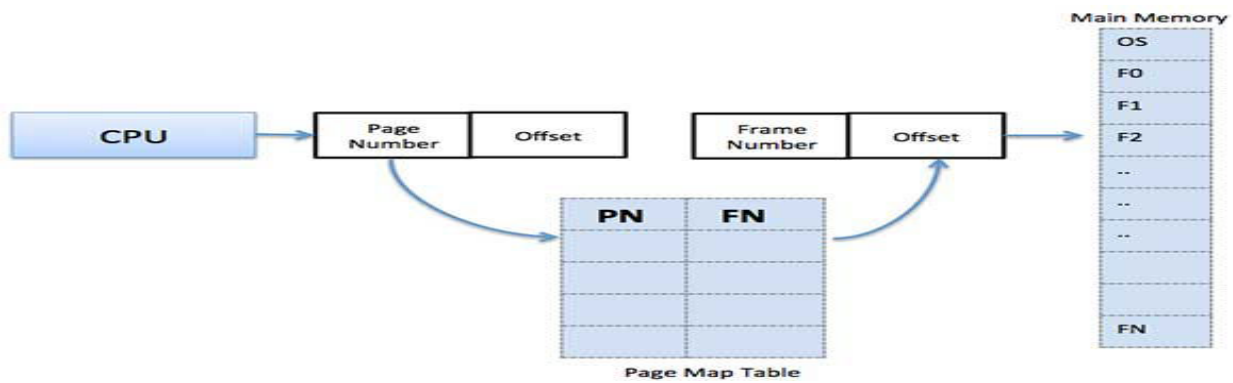 Main Memory
OS
F0
F1
F2
--
--
--
FN
CPU
Page
Number
Offset
Frame
Number
Offset
PN FN
Page Map Table